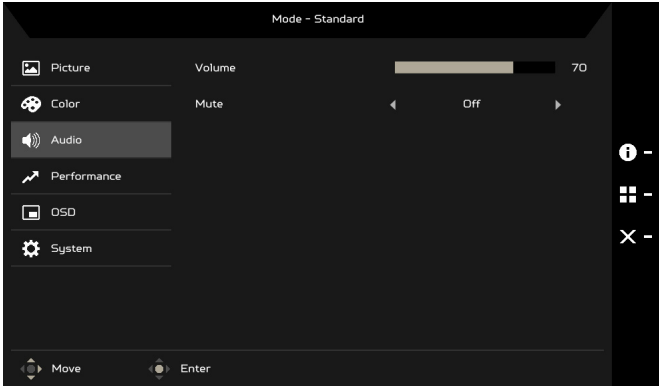 Mode - Standard
Picture
Volume 70
Color
Mute Off
Audio
Performance
OSD
System
Move Enter